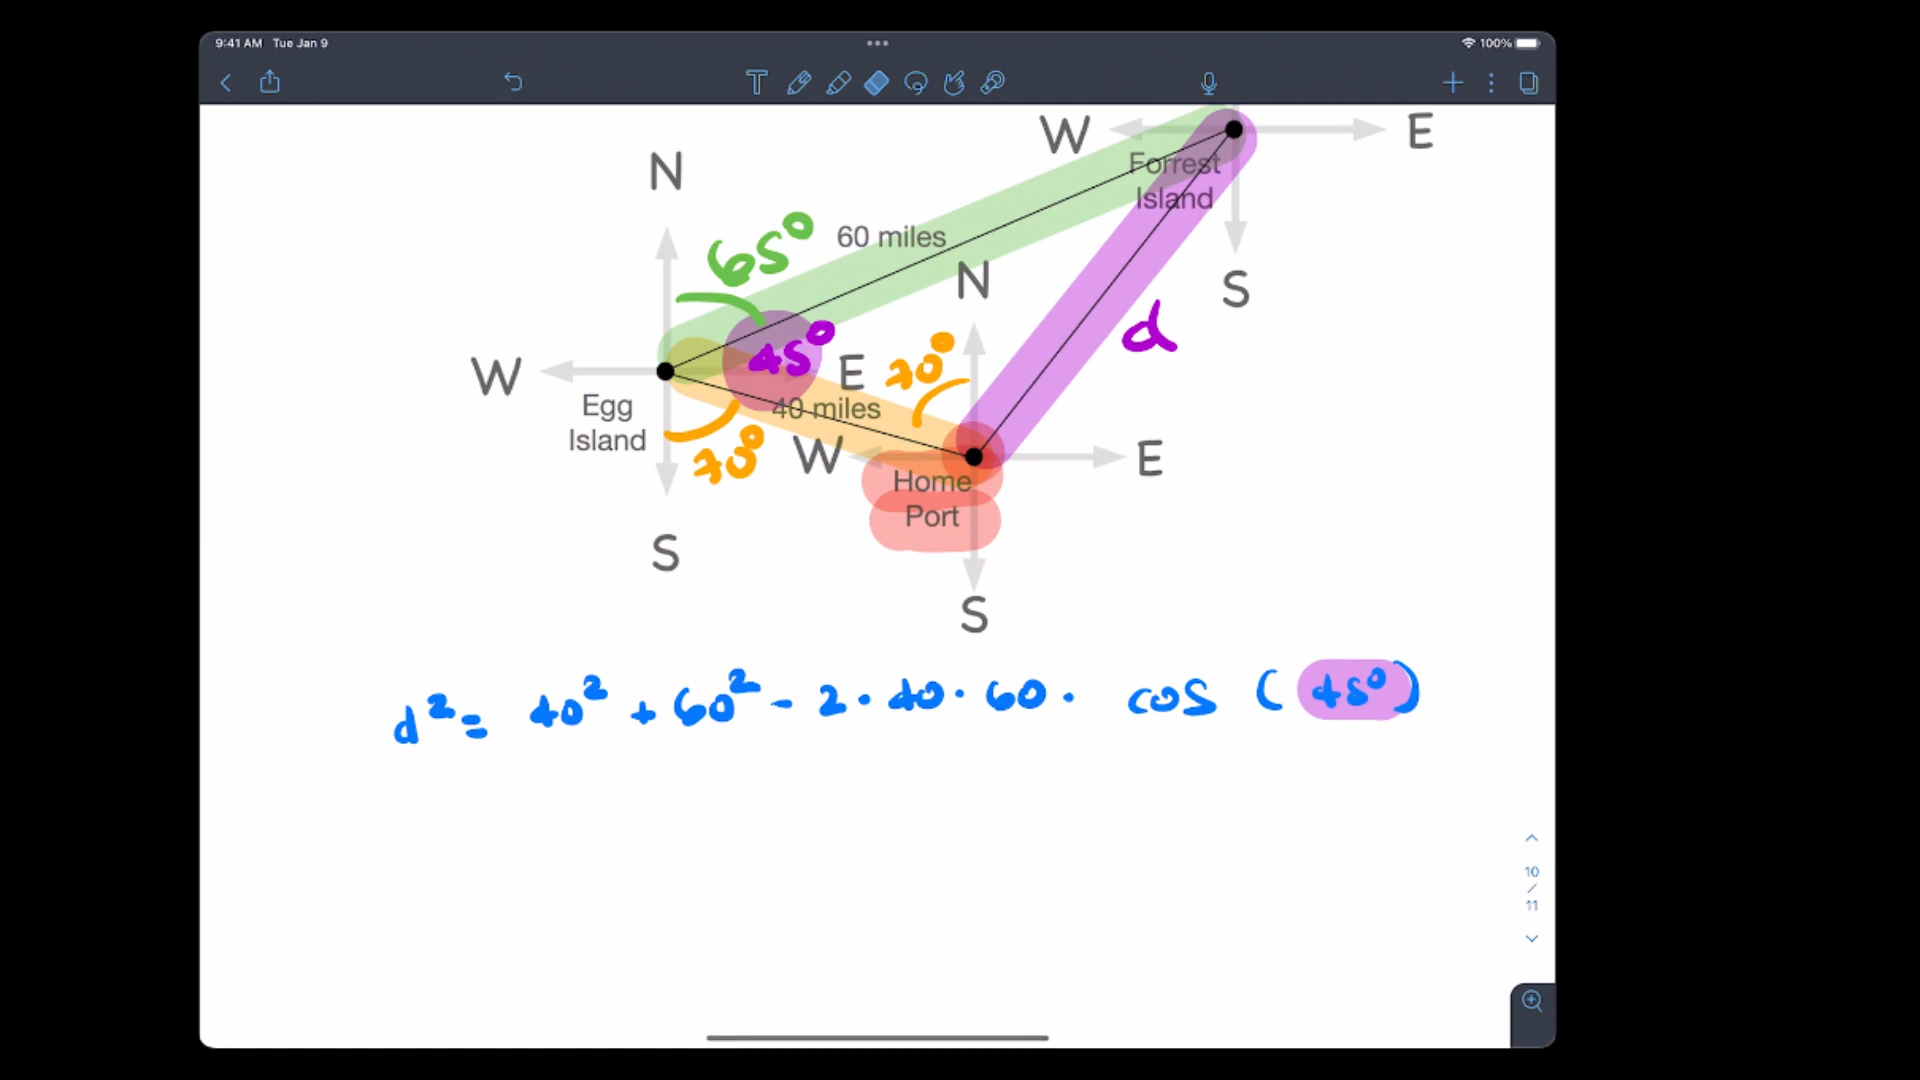 9:41 AM Tue Jan 9
100%
W
E
N
Forrest
Island
65°
60 miles
N
S
d
45°
70°
W
E
Egg
Island
40 miles
70°
W
E
Home
Port
S
S
d² = 40² + 60² - 2 · 40 · 60 · cos (45°)
10
/
11